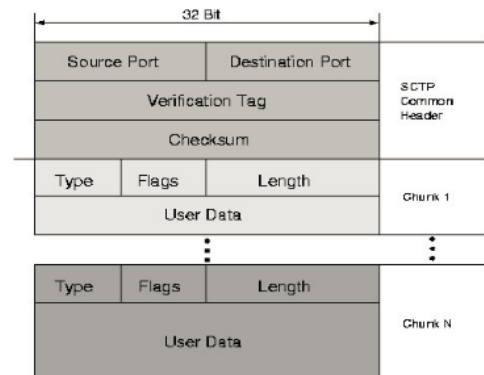 32 Bit
Source Port Destination Port
SCTP
Common
Header
Verification Tag
Checksum
Type Flags Length
Chunk 1
User Data
Type Flags Length
Chunk N
User Data